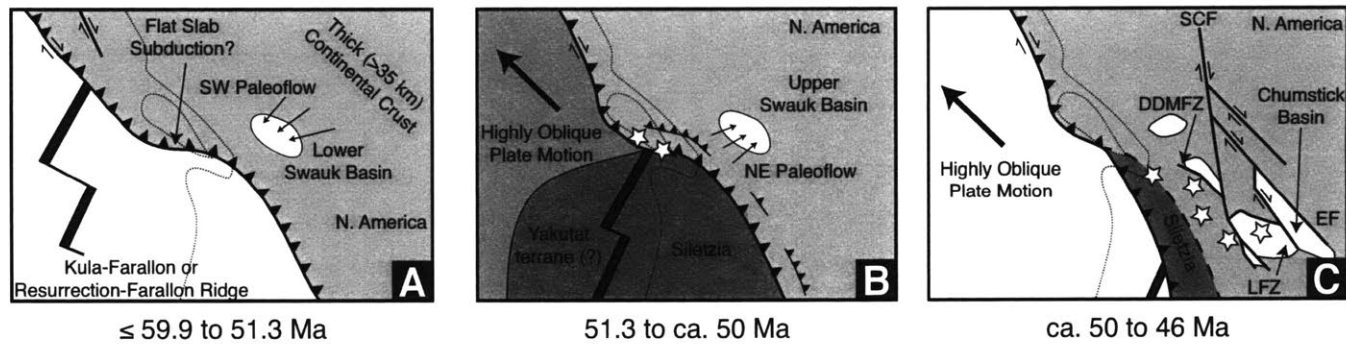 Flat Slab
Subduction?
Thick (>35 km)
Continental Crust
SW Paleoflow
Lower
Swauk Basin
N. America
Kula-Farallon or
Resurrection-Farallon Ridge
A
≤ 59.9 to 51.3 Ma
N. America
Highly Oblique
Plate Motion
Upper
Swauk Basin
NE Paleoflow
Yakutat
terrane (?)
Siletzia
B
51.3 to ca. 50 Ma
SCF
N. America
DDMFZ
Chumstick
Basin
Highly Oblique
Plate Motion
EF
Siletzia
LFZ
C
ca. 50 to 46 Ma